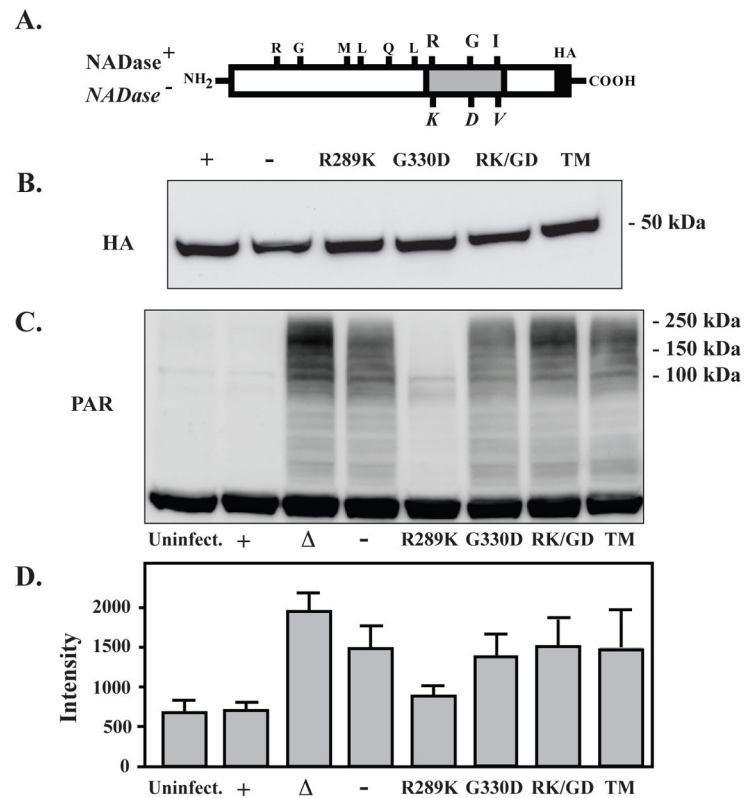 A.
R G M L Q L R G I HA
NADase+
NH2 COOH
NADase-
K D V
+ - R289K G330D RK/GD TM
B.
- 50 kDa
HA
C.
- 250 kDa
- 150 kDa
- 100 kDa
PAR
Uninfect. + Δ - R289K G330D RK/GD TM
D.
2000
1500
Intensity
1000
500
0
Uninfect. + Δ - R289K G330D RK/GD TM